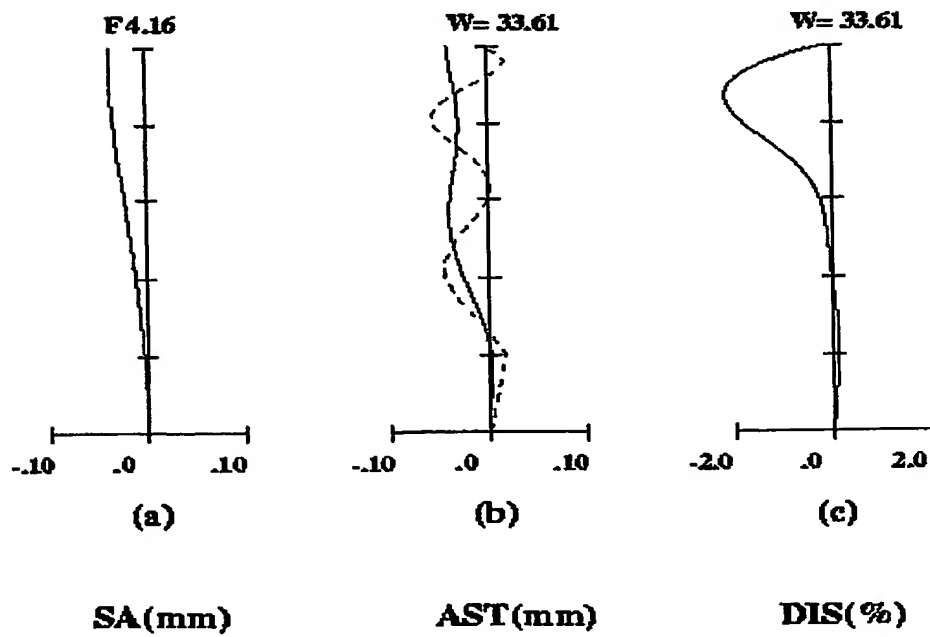 F 4.16 W= 33.61 W= 33.61
-.10 .0 .10 -.10 .0 .10 -2.0 .0 2.0
(a) (b) (c)
SA(mm) AST(mm) DIS(%)